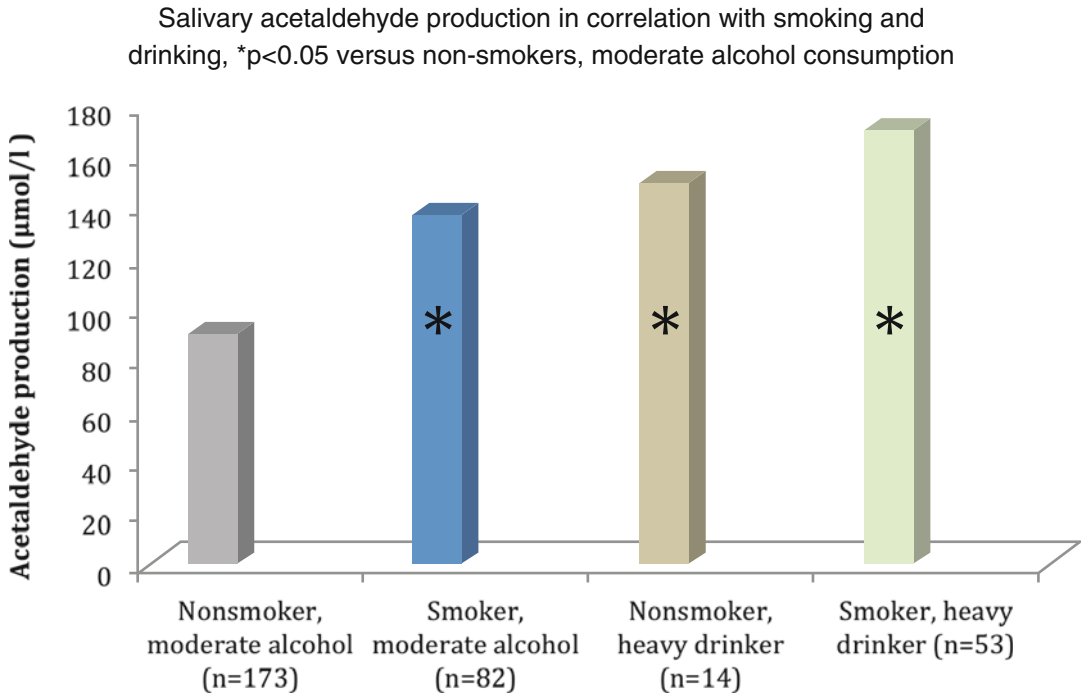 Salivary acetaldehyde production in correlation with smoking and
drinking, *p<0.05 versus non-smokers, moderate alcohol consumption
Acetaldehyde production (µmol/l )
180
160
140
120
100
80
60
40
20
0
*
*
*
Nonsmoker,
moderate alcohol
(n=173)
Smoker,
moderate alcohol
(n=82)
Nonsmoker,
heavy drinker
(n=14)
Smoker, heavy
drinker (n=53)